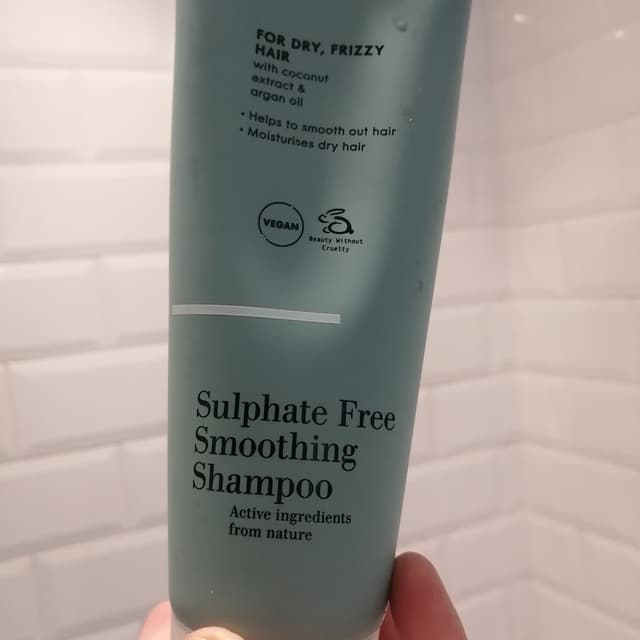 FOR DRY, FRIZZY
HAIR
with coconut
extract &
argan oil
• Helps to smooth out hair
• Moisturises dry hair
VEGAN
Beauty Without
Cruelty
Sulphate Free
Smoothing
Shampoo
Active ingredients
from nature